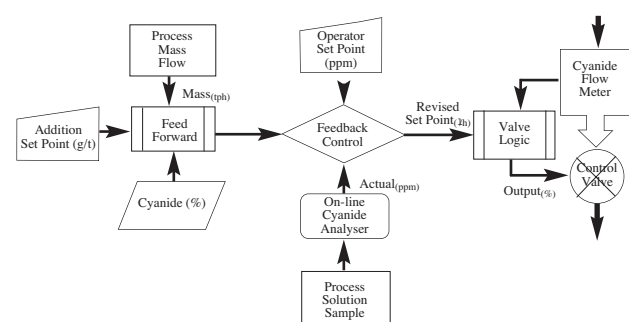 Process
Mass
Flow
Operator
Set Point
(ppm)
Cyanide
Flow
Meter
Mass(tph)
Revised
Set Point
Addition
Set Point (g/t)
Feed
Forward
Feedback
Control
Valve
Logic
Control
Valve
Cyanide (%)
Actual(ppm)
Output(%)
On-line
Cyanide
Analyser
Process
Solution
Sample